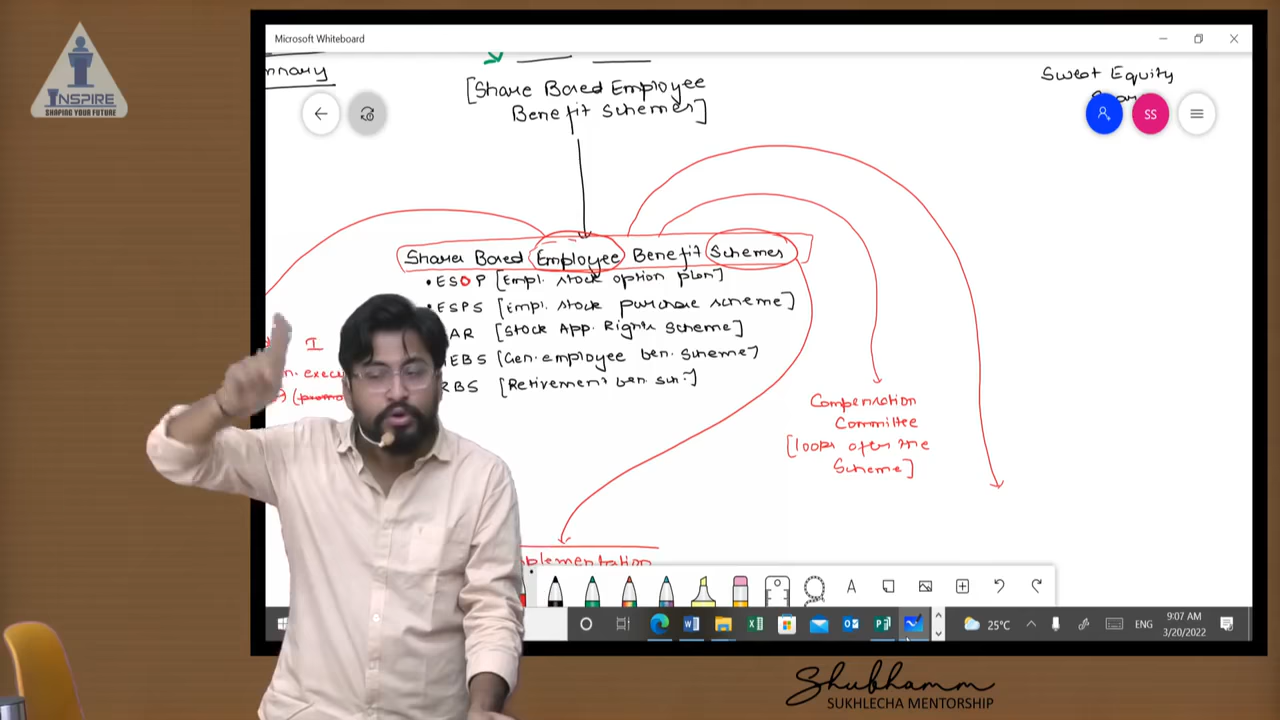 INSPIRE
SHAPING YOUR FUTURE
Microsoft Whiteboard
[Share Based Employee
Benefit Schemes]
Sweat Equity
SS
Share Based Employee Benefit Schemes
• ESOP [Empl. stock option plan]
• ESPS [Empl. stock purchase scheme]
AR [Stock App. Rights Scheme]
EBS [Gen. employee ben. scheme]
RBS [Retirement ben. sch.]
I
Compensation
Committee
[looks after the
Scheme]
plementation
A
25°C
ENG
9:07 AM
3/20/2022
Shubhamm
SUKHLECHA MENTORSHIP